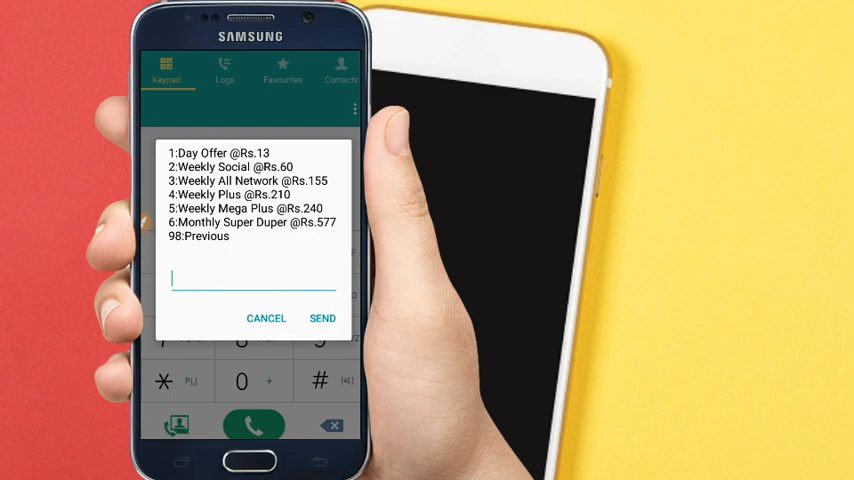 SAMSUNG
Keypad
Logs
Favourites
Contacts
1:Day Offer @Rs.13
2:Weekly Social @Rs.60
3:Weekly All Network @Rs.155
4:Weekly Plus @Rs.210
5:Weekly Mega Plus @Rs.240
6:Monthly Super Duper @Rs.577
98:Previous
CANCEL
SEND
* P(,)
0 +
#